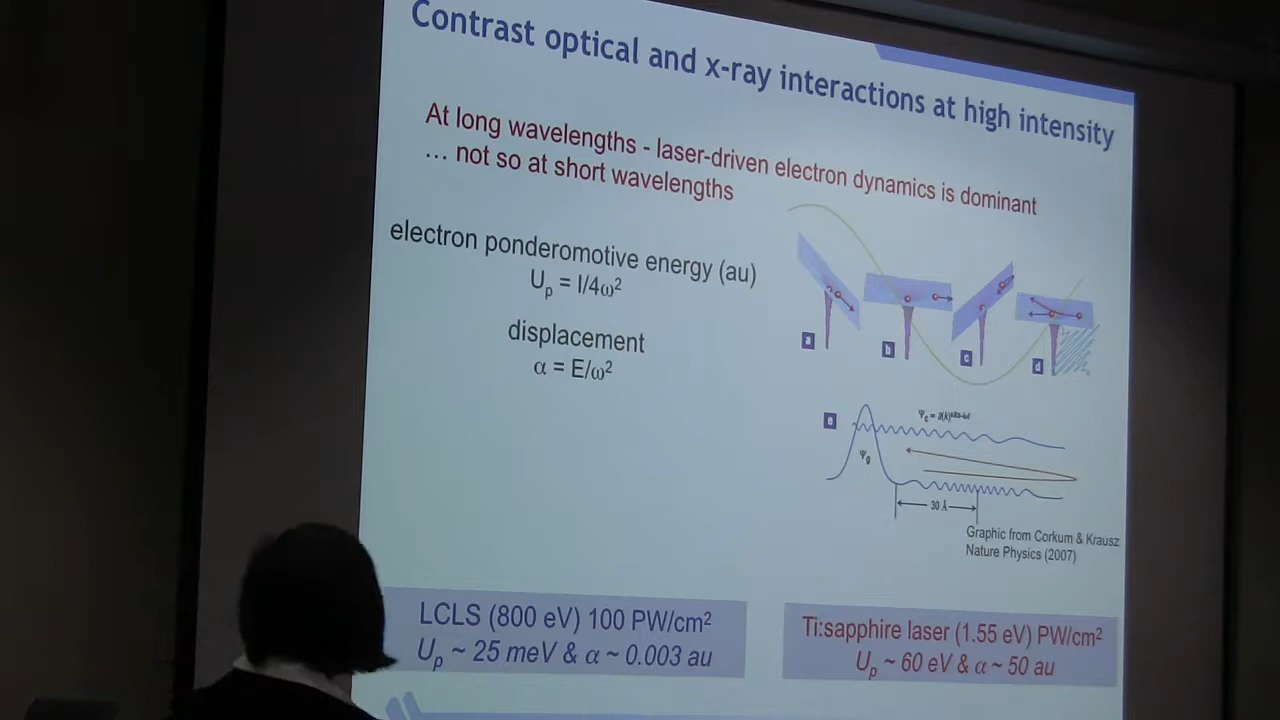 Contrast optical and x-ray interactions at high intensity
At long wavelengths - laser-driven electron dynamics is dominant
… not so at short wavelengths
electron ponderomotive energy (au)
Uₚ = I/4ω²
displacement
α = E/ω²
a
b
c
d
e
Ψg
30 Å
Graphic from Corkum & Krausz
Nature Physics (2007)
LCLS (800 eV) 100 PW/cm²
Uₚ ~ 25 meV & α ~ 0.003 au
Ti:sapphire laser (1.55 eV) PW/cm²
Uₚ ~ 60 eV & α ~ 50 au